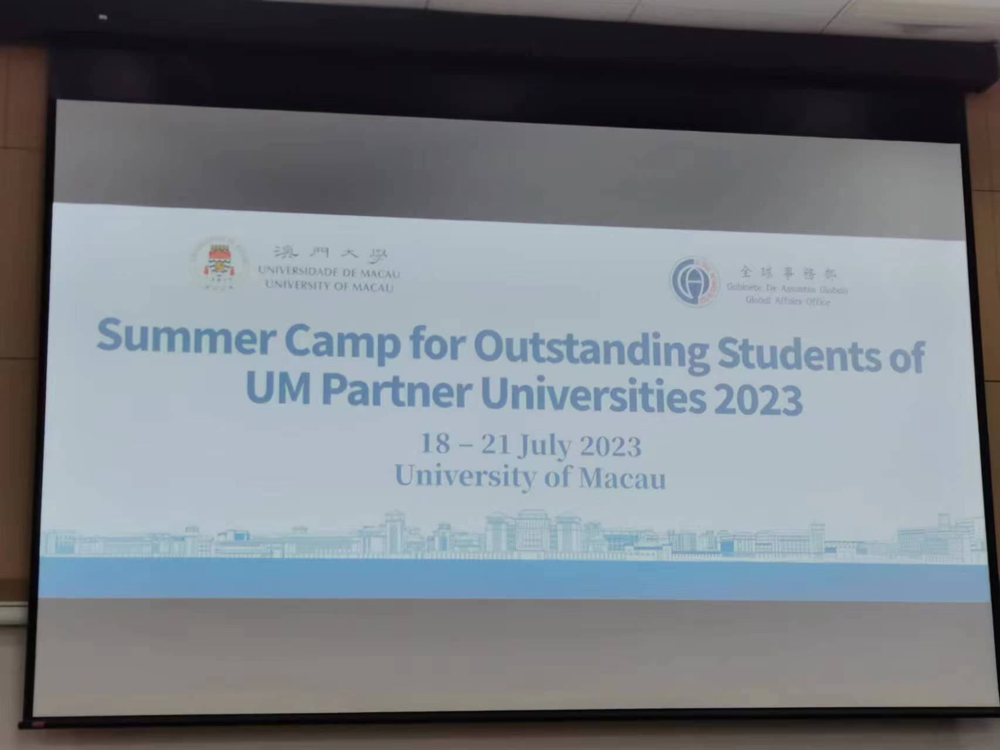 澳門大學
UNIVERSIDADE DE MACAU
UNIVERSITY OF MACAU
全球事務部
Gabinete De Assuntos Globais
Global Affairs Office
Summer Camp for Outstanding Students of
UM Partner Universities 2023
18 – 21 July 2023
University of Macau